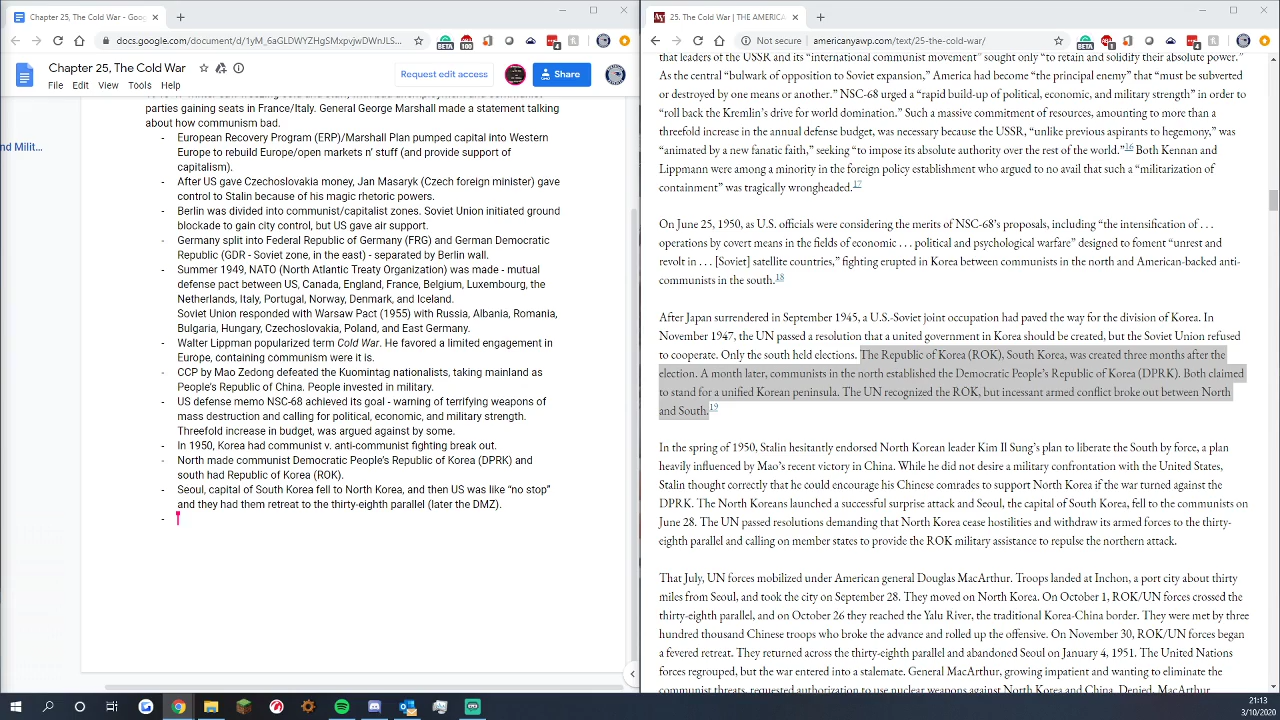 Chapter 25, The Cold War - Goog
docs.google.com/document/d/1yM_6aGLDWYZHgSMxpvjwDWnJLS...
Chapter 25, The Cold War
Request edit access
Share
File Edit View Tools Help
nd Milit...
parties gaining seats in France/Italy. General George Marshall made a statement talking
about how communism bad.
- European Recovery Program (ERP)/Marshall Plan pumped capital into Western
Europe to rebuild Europe/open markets n' stuff (and provide support of
capitalism).
- After US gave Czechoslovakia money, Jan Masaryk (Czech foreign minister) gave
control to Stalin because of his magic rhetoric powers.
- Berlin was divided into communist/capitalist zones. Soviet Union initiated ground
blockade to gain city control, but US gave air support.
- Germany split into Federal Republic of Germany (FRG) and German Democratic
Republic (GDR - Soviet zone, in the east) - separated by Berlin wall.
- Summer 1949, NATO (North Atlantic Treaty Organization) was made - mutual
defense pact between US, Canada, England, France, Belgium, Luxembourg, the
Netherlands, Italy, Portugal, Norway, Denmark, and Iceland.
Soviet Union responded with Warsaw Pact (1955) with Russia, Albania, Romania,
Bulgaria, Hungary, Czechoslovakia, Poland, and East Germany.
- Walter Lippman popularized term Cold War. He favored a limited engagement in
Europe, containing communism were it is.
- CCP by Mao Zedong defeated the Kuomintag nationalists, taking mainland as
People's Republic of China. People invested in military.
- US defense memo NSC-68 achieved its goal - warning of terrifying weapons of
mass destruction and calling for political, economic, and military strength.
Threefold increase in budget, was argued against by some.
- In 1950, Korea had communist v. anti-communist fighting break out.
- North made communist Democratic People's Republic of Korea (DPRK) and
south had Republic of Korea (ROK).
- Seoul, capital of South Korea fell to North Korea, and then US was like "no stop"
and they had them retreat to the thirty-eighth parallel (later the DMZ).
-
25. The Cold War | THE AMERICA
Not secure americanyawp.com/text/25-the-cold-war/
that leaders of the USSR and its "international communist movement" sought only "to retain and solidify their absolute power."
As the central "bulwark of opposition to Soviet expansion," America had become "the principal enemy" that "must be subverted
or destroyed by one means or another." NSC-68 urged a "rapid build-up of political, economic, and military strength" in order to
"roll back the Kremlin's drive for world domination." Such a massive commitment of resources, amounting to more than a
threefold increase in the annual defense budget, was necessary because the USSR, "unlike previous aspirants to hegemony," was
"animated by a new fanatic faith," seeking "to impose its absolute authority over the rest of the world."16 Both Kennan and
Lippmann were among a minority in the foreign policy establishment who argued to no avail that such a "militarization of
containment" was tragically wrongheaded.17
On June 25, 1950, as U.S. officials were considering the merits of NSC-68's proposals, including "the intensification of . . .
operations by covert means in the fields of economic . . . political and psychological warfare" designed to foment "unrest and
revolt in . . . [Soviet] satellite countries," fighting erupted in Korea between communists in the north and American-backed anti-
communists in the south.18
After Japan surrendered in September 1945, a U.S.-Soviet joint occupation had paved the way for the division of Korea. In
November 1947, the UN passed a resolution that a united government in Korea should be created, but the Soviet Union refused
to cooperate. Only the south held elections. The Republic of Korea (ROK), South Korea, was created three months after the
election. A month later, communists in the north established the Democratic People's Republic of Korea (DPRK). Both claimed
to stand for a unified Korean peninsula. The UN recognized the ROK, but incessant armed conflict broke out between North
and South.19
In the spring of 1950, Stalin hesitantly endorsed North Korean leader Kim Il Sung's plan to liberate the South by force, a plan
heavily influenced by Mao's recent victory in China. While he did not desire a military confrontation with the United States,
Stalin thought correctly that he could encourage his Chinese comrades to support North Korea if the war turned against the
DPRK. The North Koreans launched a successful surprise attack and Seoul, the capital of South Korea, fell to the communists on
June 28. The UN passed resolutions demanding that North Korea cease hostilities and withdraw its armed forces to the thirty-
eighth parallel and calling on member states to provide the ROK military assistance to repulse the northern attack.
That July, UN forces mobilized under American general Douglas MacArthur. Troops landed at Inchon, a port city about thirty
miles from Seoul, and took the city on September 28. They moved on North Korea. On October 1, ROK/UN forces crossed the
thirty-eighth parallel, and on October 26 they reached the Yalu River, the traditional Korea-China border. They were met by three
hundred thousand Chinese troops who broke the advance and rolled up the offensive. On November 30, ROK/UN forces began
a fevered retreat. They returned across the thirty-eighth parallel and abandoned Seoul on January 4, 1951. The United Nations
forces regrouped, but the war entered into a stalemate. General MacArthur, growing impatient and wanting to eliminate the
communist threats, requested authorization to use nuclear weapons against North Korea and China. Denied, MacArthur
21:13
3/10/2020